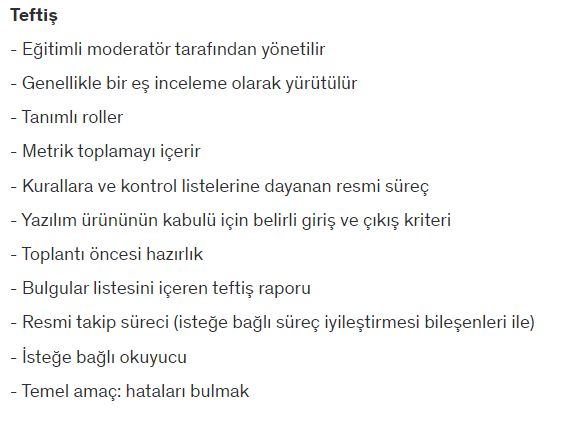 Teftiş
- Eğitimli moderatör tarafından yönetilir
- Genellikle bir eş inceleme olarak yürütülür
- Tanımlı roller
- Metrik toplamayı içerir
- Kurallara ve kontrol listelerine dayanan resmi süreç
- Yazılım ürününün kabulü için belirli giriş ve çıkış kriteri
- Toplantı öncesi hazırlık
- Bulgular listesini içeren teftiş raporu
- Resmi takip süreci (isteğe bağlı süreç iyileştirmesi bileşenleri ile)
- İsteğe bağlı okuyucu
- Temel amaç: hataları bulmak